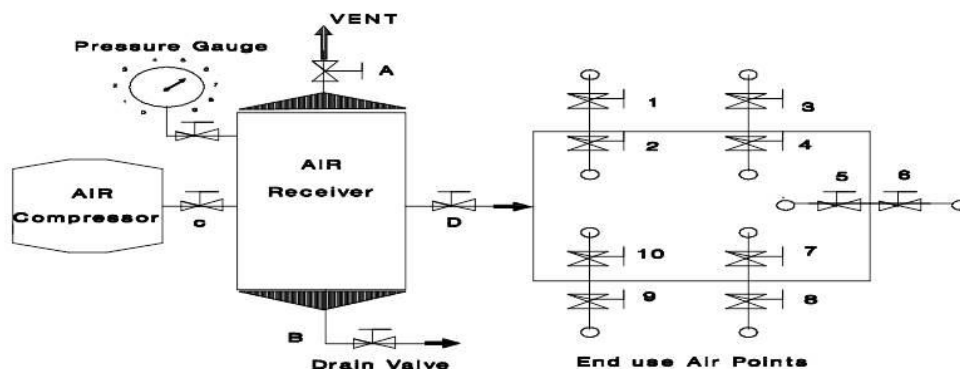 VENT
Pressure Gauge
A
AIR
Receiver
AIR
Compressor
c
D
B
Drain Valve
1
3
2
4
5 6
10
7
9
8
End use Air Points